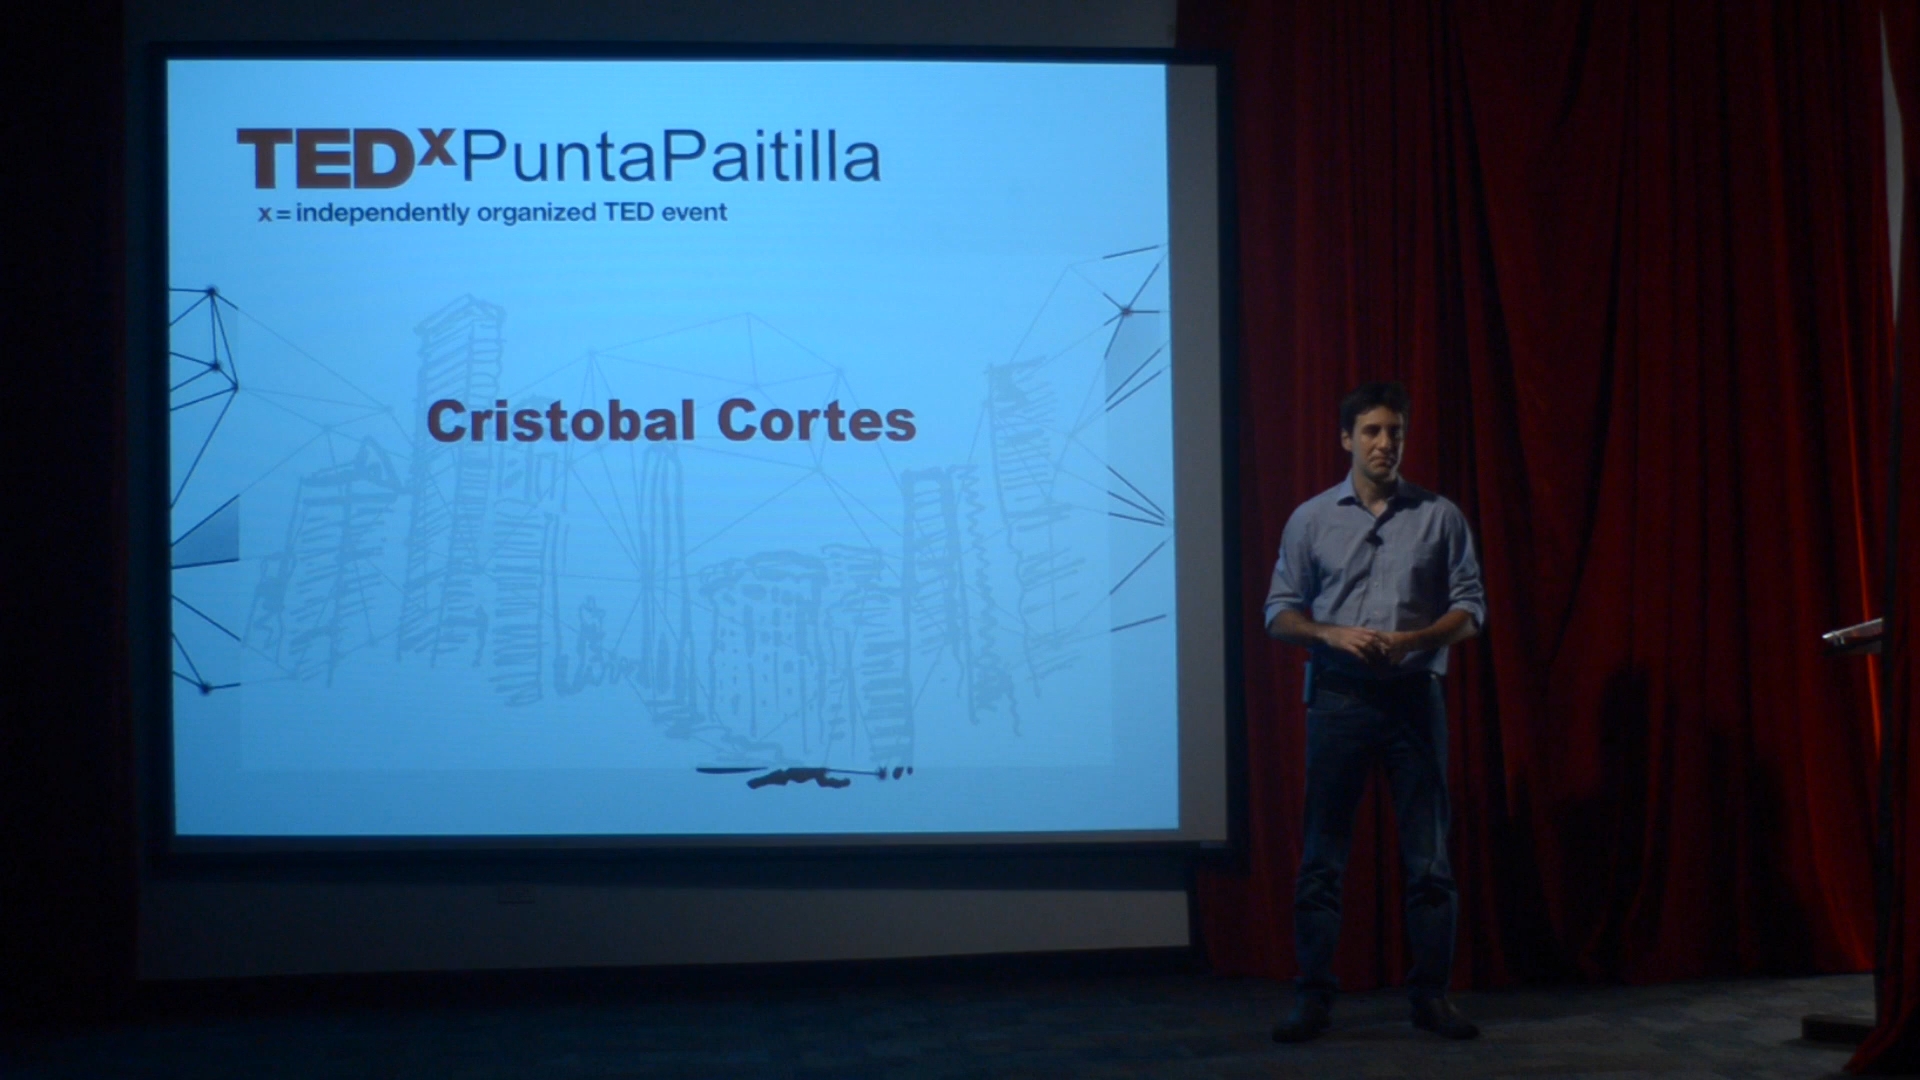 TEDxPuntaPaitilla
x = independently organized TED event
Cristobal Cortes